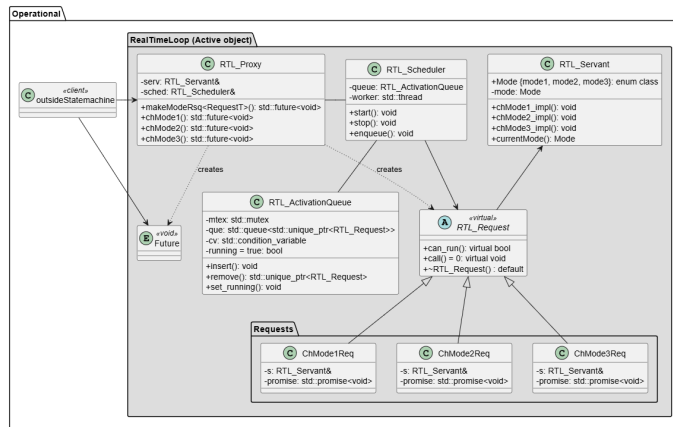 Operational
RealTimeLoop (Active object)
C RTL_Proxy
-serv: RTL_Servant&
-sched: RTL_Scheduler&
+makeModeRsq<RequestT>(): std::future<void>
+chMode1(): std::future<void>
+chMode2(): std::future<void>
+chMode3(): std::future<void>
C RTL_Scheduler
-queue: RTL_ActivationQueue
-worker: std::thread
+start(): void
+stop(): void
+enqueue(): void
C RTL_Servant
+Mode {mode1, mode2, mode3}: enum class
-mode: Mode
+chMode1_impl(): void
+chMode2_impl(): void
+chMode3_impl(): void
+currentMode(): Mode
C «client»
outsideStatemachine
creates
creates
C RTL_ActivationQueue
-mtex: std::mutex
-que: std::queue<std::unique_ptr<RTL_Request>>
-cv: std::condition_variable
-running = true: bool
+insert(): void
+remove(): std::unique_ptr<RTL_Request>
+set_running(): void
E «void»
Future
A «virtual»
RTL_Request
+can_run(): virtual bool
+call() = 0: virtual void
+~RTL_Request() : default
Requests
C ChMode1Req
-s: RTL_Servant&
-promise: std::promise<void>
C ChMode2Req
-s: RTL_Servant&
-promise: std::promise<void>
C ChMode3Req
-s: RTL_Servant&
-promise: std::promise<void>